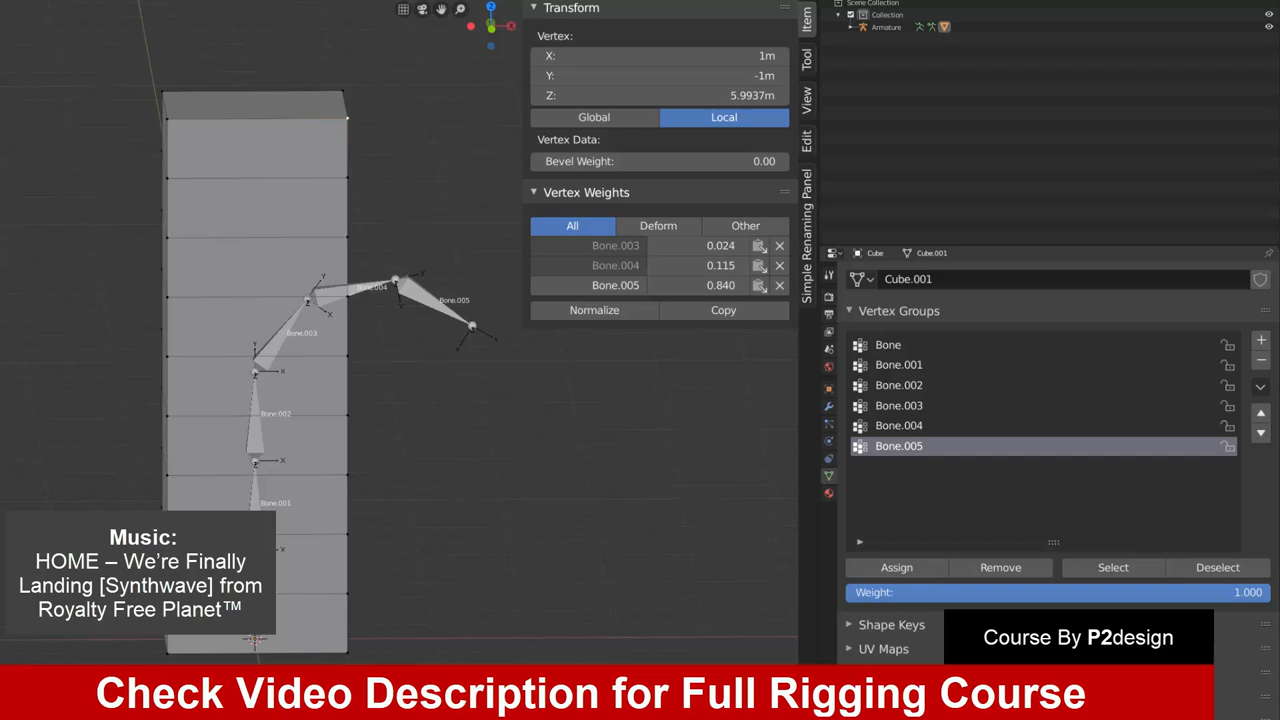 Transform
Vertex:
X: 1m
Y: -1m
Z: 5.9937m
Global Local
Vertex Data:
Bevel Weight: 0.00
Vertex Weights
All Deform Other
Bone.003 0.024
Bone.004 0.115
Bone.005 0.840
Normalize Copy
Item
Tool
View
Edit
Simple Renaming Panel
Y
X
Bone.004
Y
Bone.005
X
Bone.003
Y
X
Z
Bone.002
X
Z
Bone.001
X
Z
X
Scene Collection
Collection
Armature
Cube Cube.001
Cube.001
Vertex Groups
Bone
Bone.001
Bone.002
Bone.003
Bone.004
Bone.005
Assign Remove Select Deselect
Weight: 1.000
Shape Keys
UV Maps
Music:
HOME – We’re Finally
Landing [Synthwave] from
Royalty Free Planet™
Course By P2design
Check Video Description for Full Rigging Course